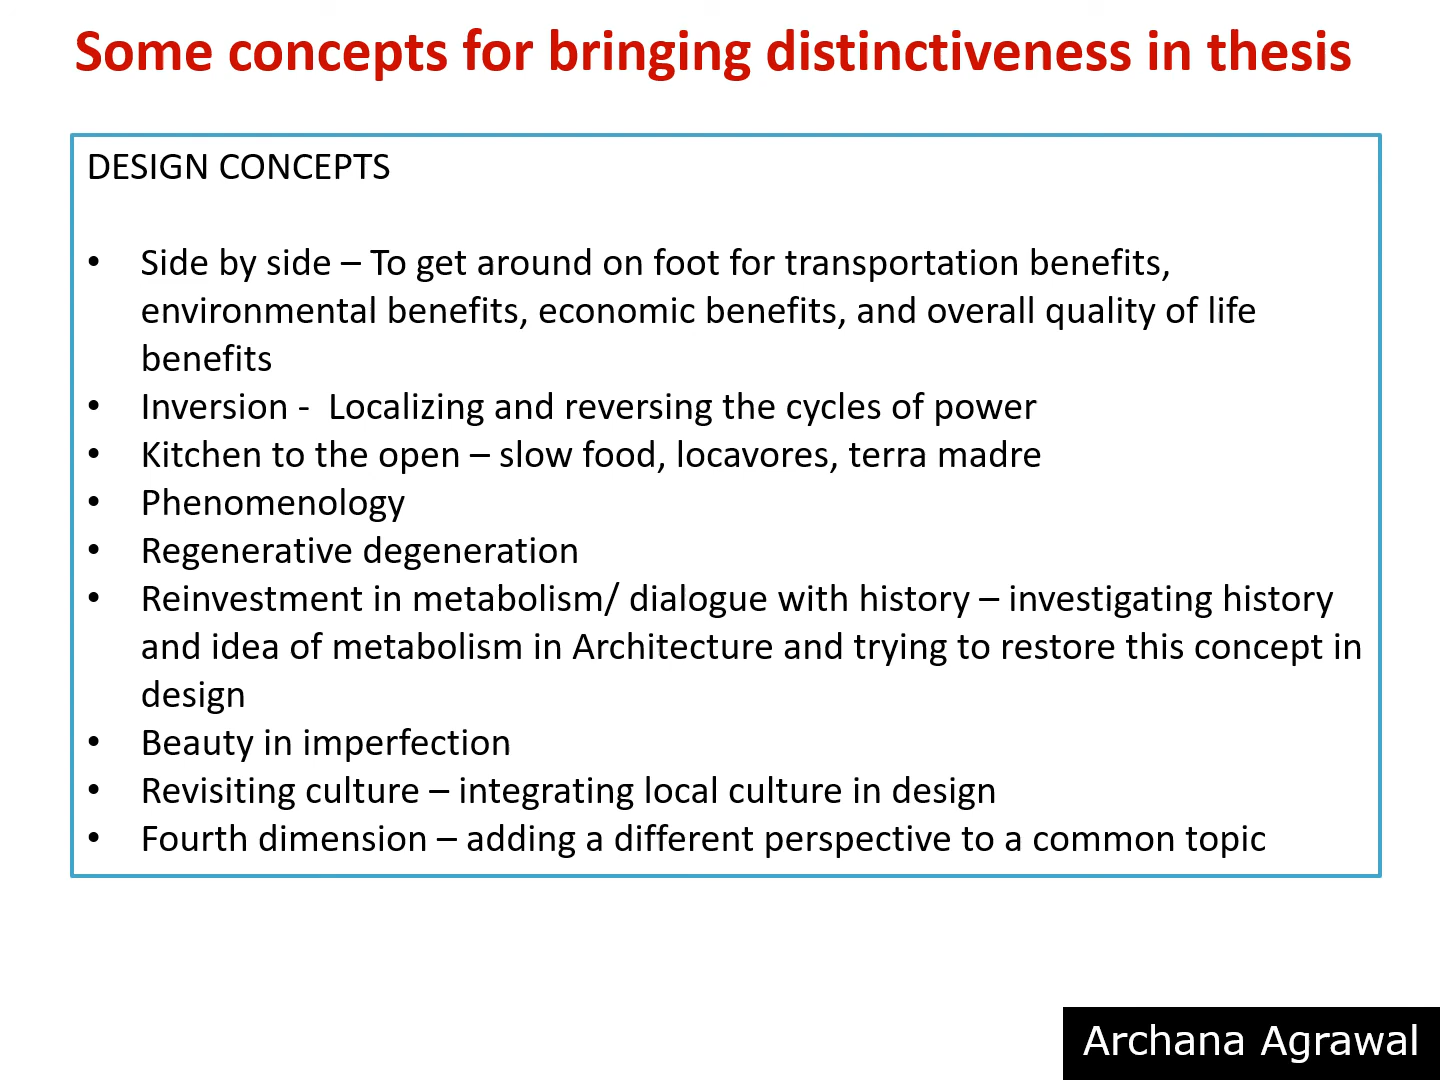 Some concepts for bringing distinctiveness in thesis
DESIGN CONCEPTS
• Side by side – To get around on foot for transportation benefits,
environmental benefits, economic benefits, and overall quality of life
benefits
• Inversion -  Localizing and reversing the cycles of power
• Kitchen to the open – slow food, locavores, terra madre
• Phenomenology
• Regenerative degeneration
• Reinvestment in metabolism/ dialogue with history – investigating history
and idea of metabolism in Architecture and trying to restore this concept in
design
• Beauty in imperfection
• Revisiting culture – integrating local culture in design
• Fourth dimension – adding a different perspective to a common topic
Archana Agrawal